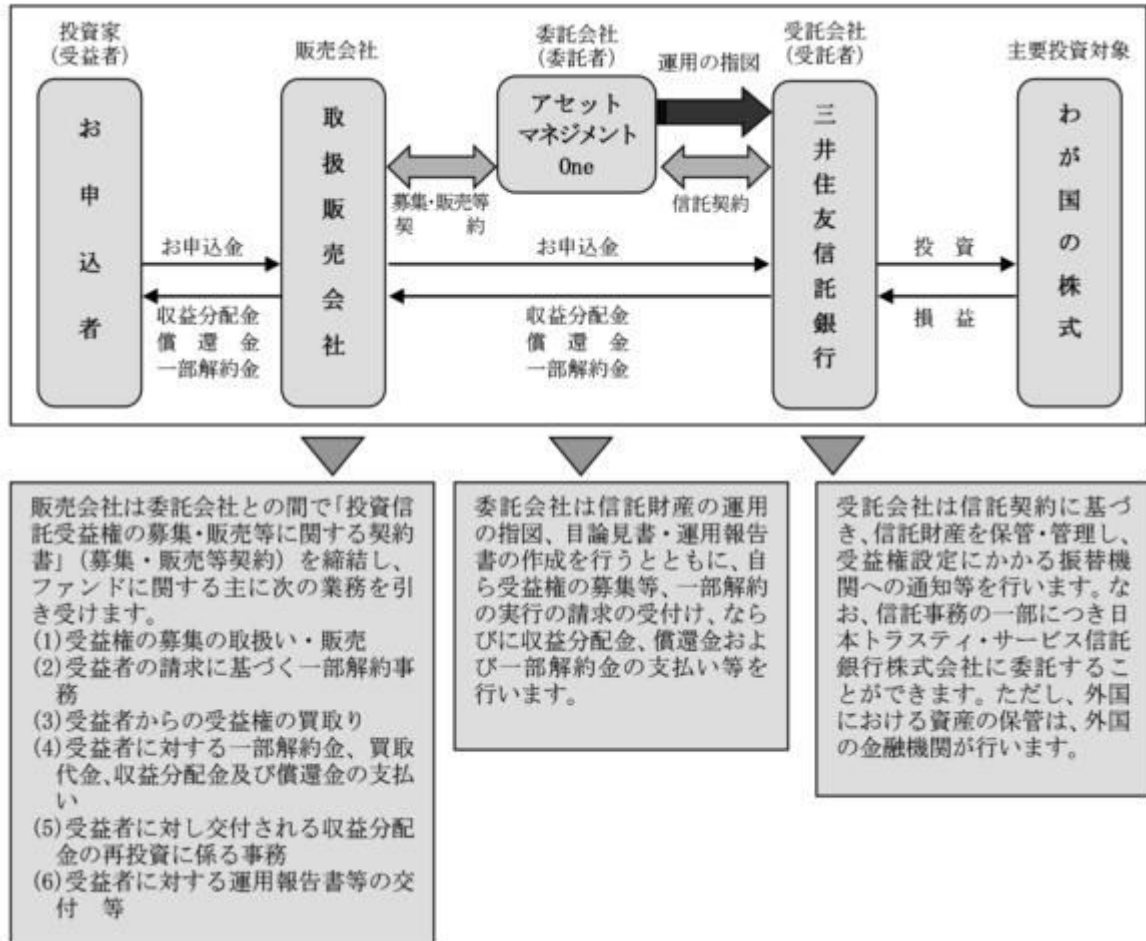 投資家
(受益者)
販売会社
委託会社
(委託者)
受託会社
(受託者)
主要投資対象
お申込者
取扱販売会社
アセット
マネジメント
One
運用の指図
三井住友信託銀行
わが国の株式
募集・販売等
契　　　約
信託契約
お申込金
お申込金
投　資
収益分配金
償　還　金
一部解約金
収益分配金
償　還　金
一部解約金
損　益
販売会社は委託会社との間で「投資信
託受益権の募集・販売等に関する契約
書」(募集・販売等契約)を締結し、
ファンドに関する主に次の業務を引
き受けます。
(1)受益権の募集の取扱い・販売
(2)受益者の請求に基づく一部解約事
務
(3)受益者からの受益権の買取り
(4)受益者に対する一部解約金、買取
代金、収益分配金及び償還金の支払
い
(5)受益者に対し交付される収益分配
金の再投資に係る事務
(6)受益者に対する運用報告書等の交
付　等
委託会社は信託財産の運用
の指図、目論見書・運用報告
書の作成を行うとともに、自
ら受益権の募集等、一部解約
の実行の請求の受付け、なら
びに収益分配金、償還金およ
び一部解約金の支払い等を
行います。
受託会社は信託契約に基づ
き、信託財産を保管・管理し、
受益権設定にかかる振替機
関への通知等を行います。な
お、信託事務の一部につき日
本トラスティ・サービス信託
銀行株式会社に委託するこ
とができます。ただし、外国
における資産の保管は、外国
の金融機関が行います。